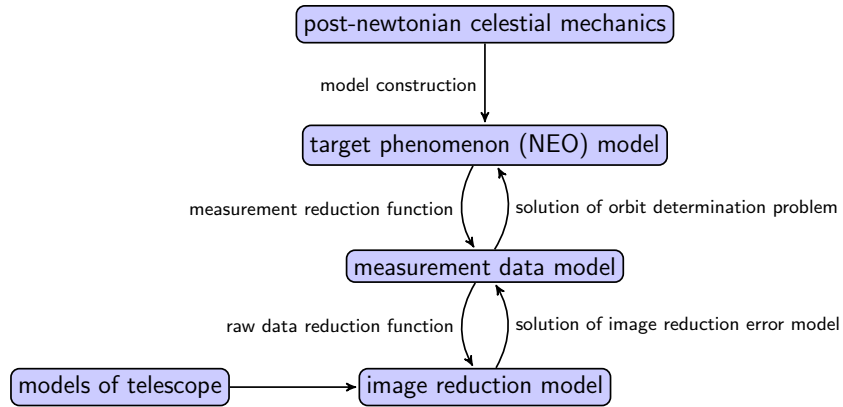 post-newtonian celestial mechanics
model construction
target phenomenon (NEO) model
measurement reduction function
solution of orbit determination problem
measurement data model
raw data reduction function
solution of image reduction error model
models of telescope
image reduction model